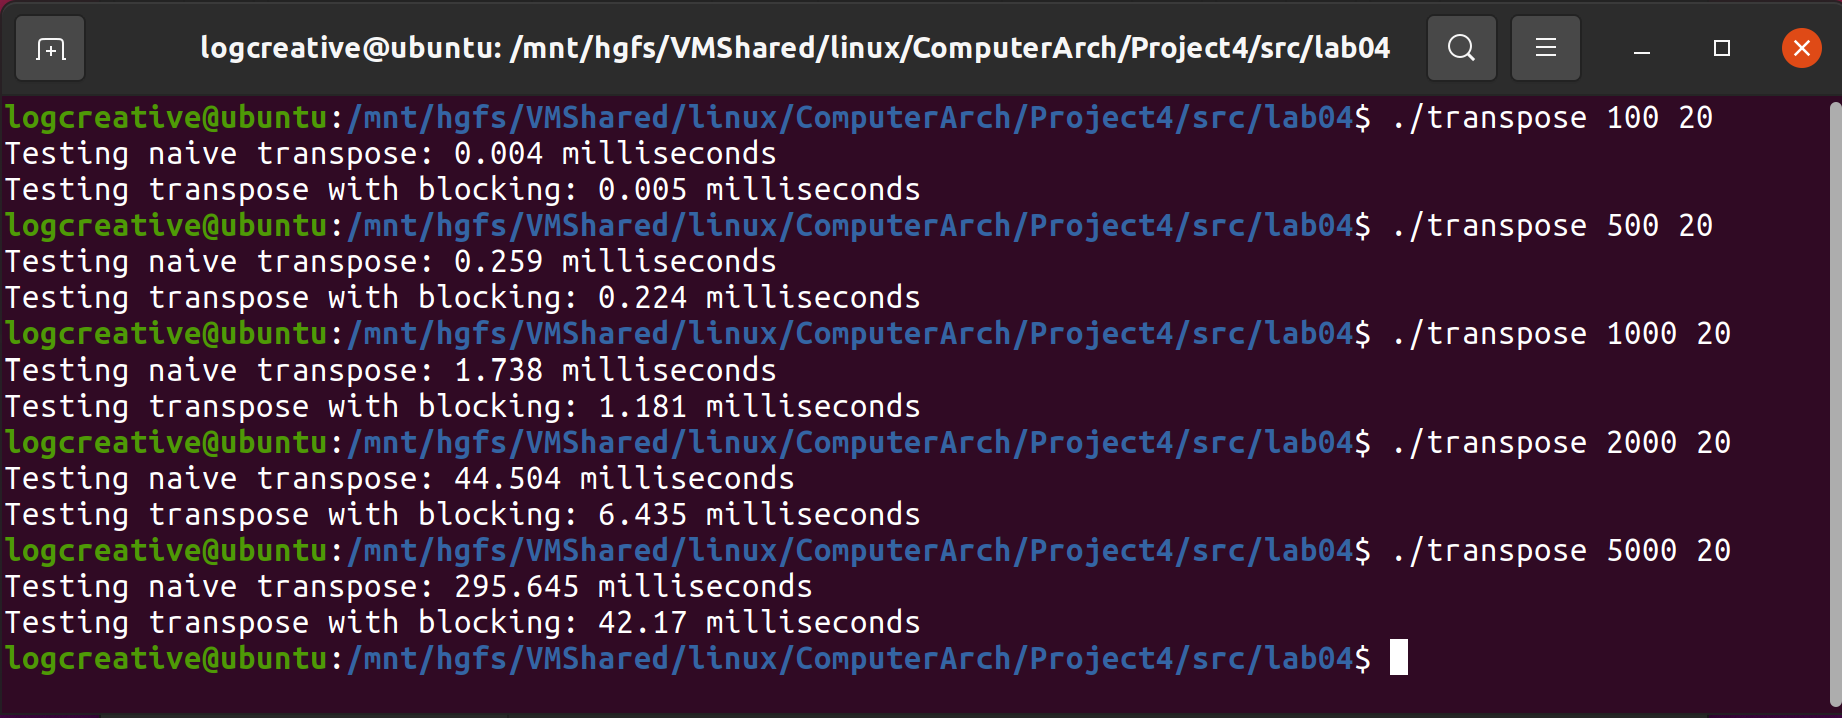 logcreative@ubuntu: /mnt/hgfs/VMShared/linux/ComputerArch/Project4/src/lab04
logcreative@ubuntu:/mnt/hgfs/VMShared/linux/ComputerArch/Project4/src/lab04$ ./transpose 100 20
Testing naive transpose: 0.004 milliseconds
Testing transpose with blocking: 0.005 milliseconds
logcreative@ubuntu:/mnt/hgfs/VMShared/linux/ComputerArch/Project4/src/lab04$ ./transpose 500 20
Testing naive transpose: 0.259 milliseconds
Testing transpose with blocking: 0.224 milliseconds
logcreative@ubuntu:/mnt/hgfs/VMShared/linux/ComputerArch/Project4/src/lab04$ ./transpose 1000 20
Testing naive transpose: 1.738 milliseconds
Testing transpose with blocking: 1.181 milliseconds
logcreative@ubuntu:/mnt/hgfs/VMShared/linux/ComputerArch/Project4/src/lab04$ ./transpose 2000 20
Testing naive transpose: 44.504 milliseconds
Testing transpose with blocking: 6.435 milliseconds
logcreative@ubuntu:/mnt/hgfs/VMShared/linux/ComputerArch/Project4/src/lab04$ ./transpose 5000 20
Testing naive transpose: 295.645 milliseconds
Testing transpose with blocking: 42.17 milliseconds
logcreative@ubuntu:/mnt/hgfs/VMShared/linux/ComputerArch/Project4/src/lab04$